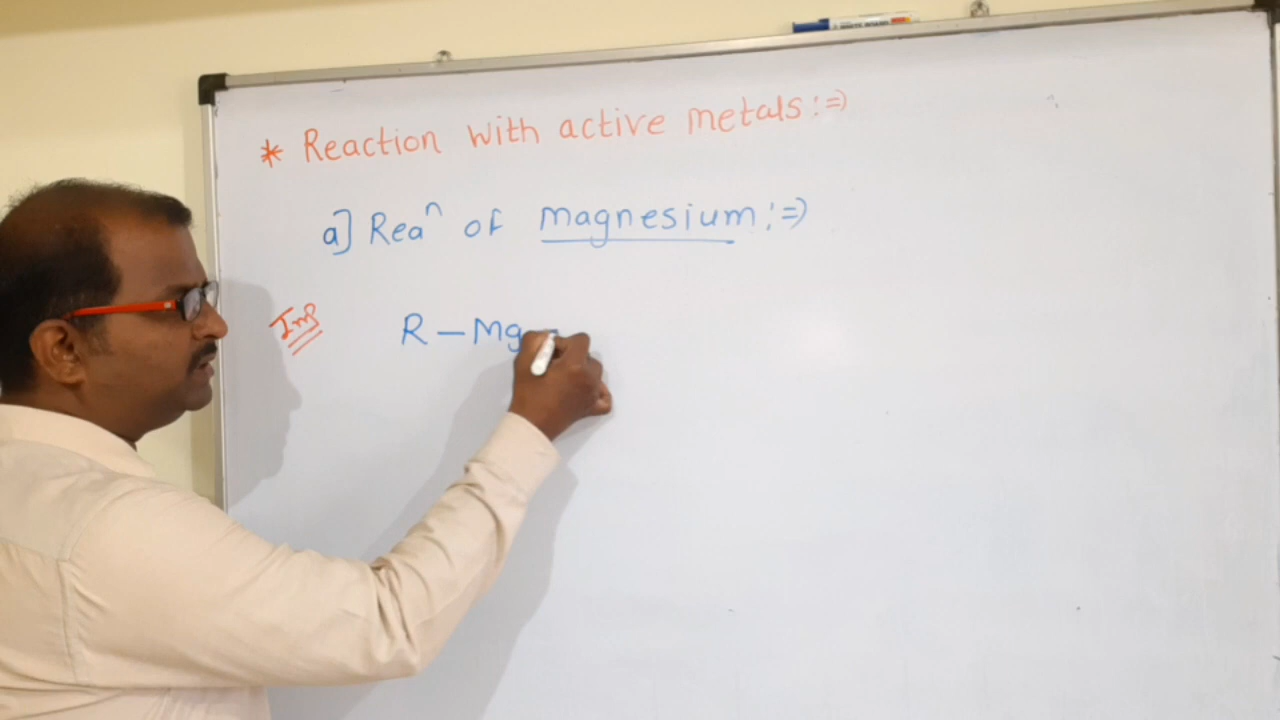 * Reaction with active metals :⇒
a] Reaⁿ of magnesium :⇒
Imp R – Mg